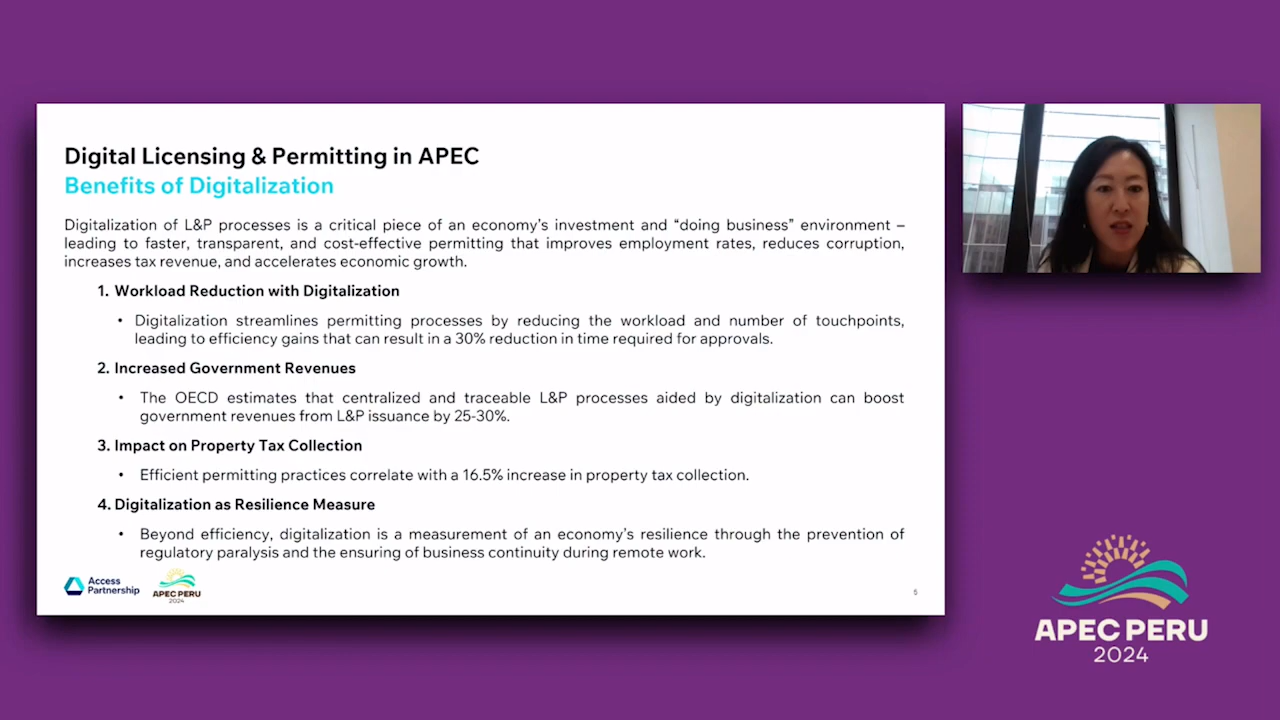 Digital Licensing & Permitting in APEC
Benefits of Digitalization
Digitalization of L&P processes is a critical piece of an economy's investment and “doing business” environment –
leading to faster, transparent, and cost-effective permitting that improves employment rates, reduces corruption,
increases tax revenue, and accelerates economic growth.
1. Workload Reduction with Digitalization
• Digitalization streamlines permitting processes by reducing the workload and number of touchpoints,
leading to efficiency gains that can result in a 30% reduction in time required for approvals.
2. Increased Government Revenues
• The OECD estimates that centralized and traceable L&P processes aided by digitalization can boost
government revenues from L&P issuance by 25-30%.
3. Impact on Property Tax Collection
• Efficient permitting practices correlate with a 16.5% increase in property tax collection.
4. Digitalization as Resilience Measure
• Beyond efficiency, digitalization is a measurement of an economy's resilience through the prevention of
regulatory paralysis and the ensuring of business continuity during remote work.
Access
Partnership
APEC PERU
2024
5
APEC PERU
2024